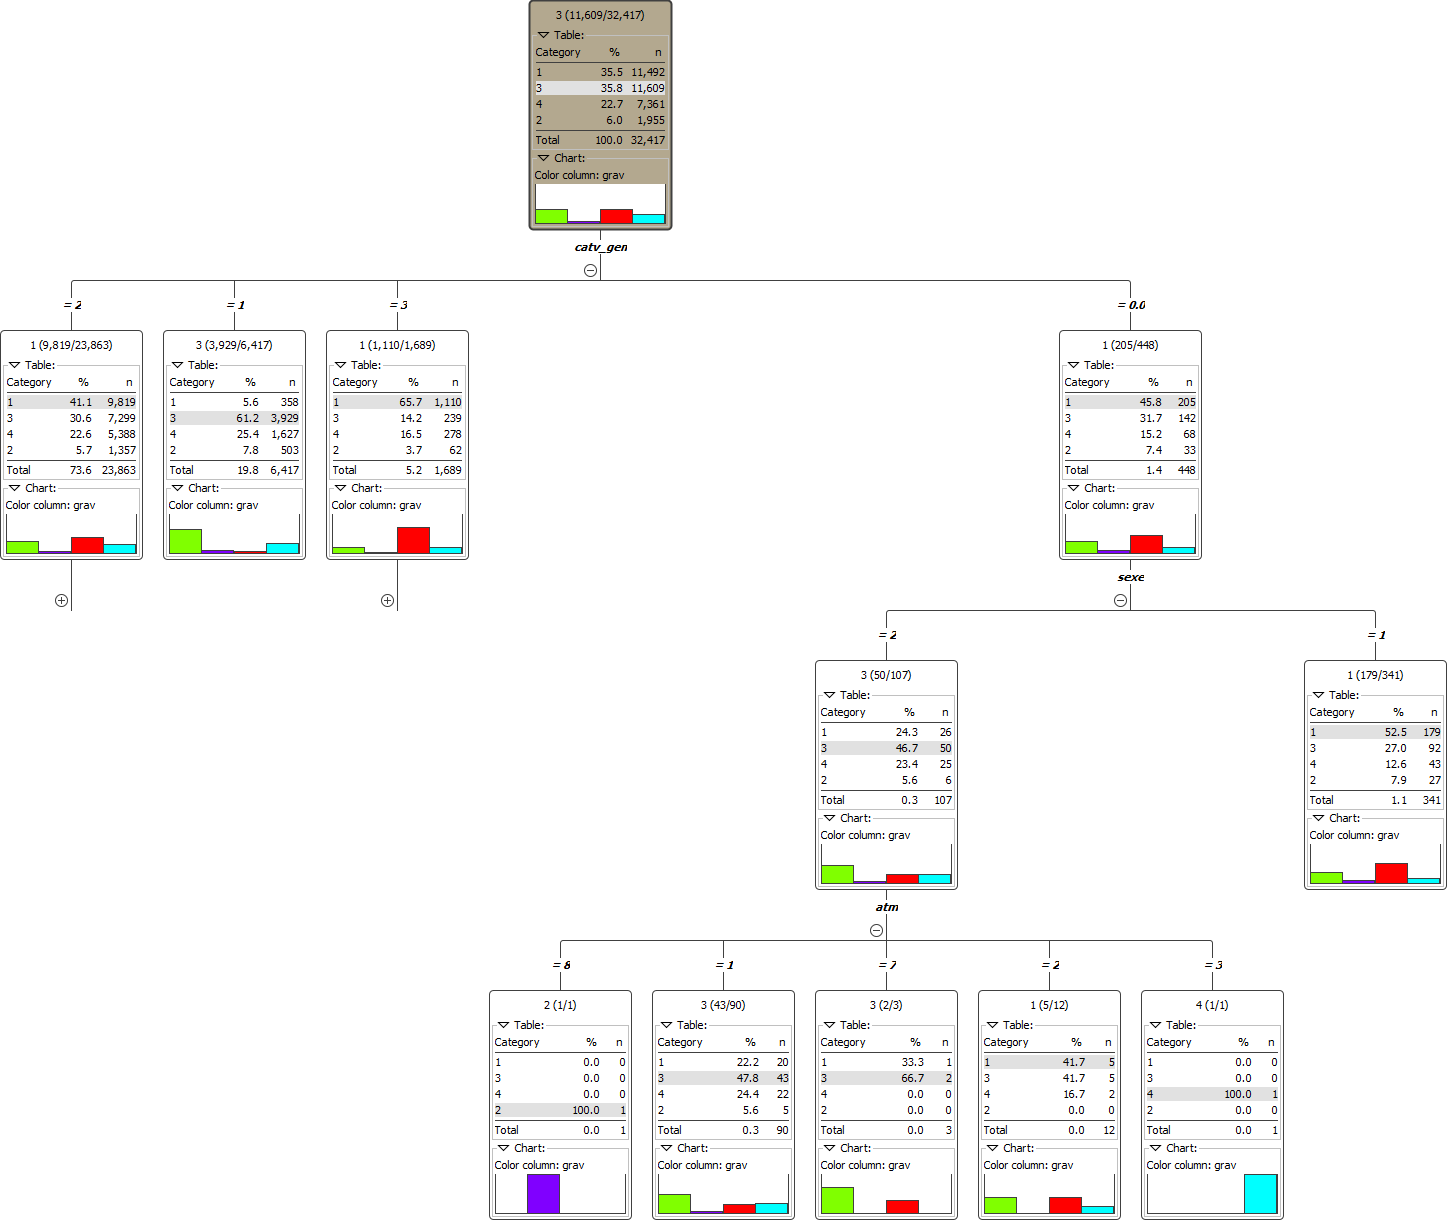 3 (11,609/32,417)
Table:
Category % n
1 35.5 11,492
3 35.8 11,609
4 22.7 7,361
2 6.0 1,955
Total 100.0 32,417
Chart:
Color column: grav
catv_gen
= 2
= 1
= 3
= 0.0
1 (9,819/23,863)
Table:
Category % n
1 41.1 9,819
3 30.6 7,299
4 22.6 5,388
2 5.7 1,357
Total 73.6 23,863
Chart:
Color column: grav
3 (3,929/6,417)
Table:
Category % n
1 5.6 358
3 61.2 3,929
4 25.4 1,627
2 7.8 503
Total 19.8 6,417
Chart:
Color column: grav
1 (1,110/1,689)
Table:
Category % n
1 65.7 1,110
3 14.2 239
4 16.5 278
2 3.7 62
Total 5.2 1,689
Chart:
Color column: grav
1 (205/448)
Table:
Category % n
1 45.8 205
3 31.7 142
4 15.2 68
2 7.4 33
Total 1.4 448
Chart:
Color column: grav
sexe
= 2
= 1
3 (50/107)
Table:
Category % n
1 24.3 26
3 46.7 50
4 23.4 25
2 5.6 6
Total 0.3 107
Chart:
Color column: grav
1 (179/341)
Table:
Category % n
1 52.5 179
3 27.0 92
4 12.6 43
2 7.9 27
Total 1.1 341
Chart:
Color column: grav
atm
= 8
= 1
= 7
= 2
= 3
2 (1/1)
Table:
Category % n
1 0.0 0
3 0.0 0
4 0.0 0
2 100.0 1
Total 0.0 1
Chart:
Color column: grav
3 (43/90)
Table:
Category % n
1 22.2 20
3 47.8 43
4 24.4 22
2 5.6 5
Total 0.3 90
Chart:
Color column: grav
3 (2/3)
Table:
Category % n
1 33.3 1
3 66.7 2
4 0.0 0
2 0.0 0
Total 0.0 3
Chart:
Color column: grav
1 (5/12)
Table:
Category % n
1 41.7 5
3 41.7 5
4 16.7 2
2 0.0 0
Total 0.0 12
Chart:
Color column: grav
4 (1/1)
Table:
Category % n
1 0.0 0
3 0.0 0
4 100.0 1
2 0.0 0
Total 0.0 1
Chart:
Color column: grav